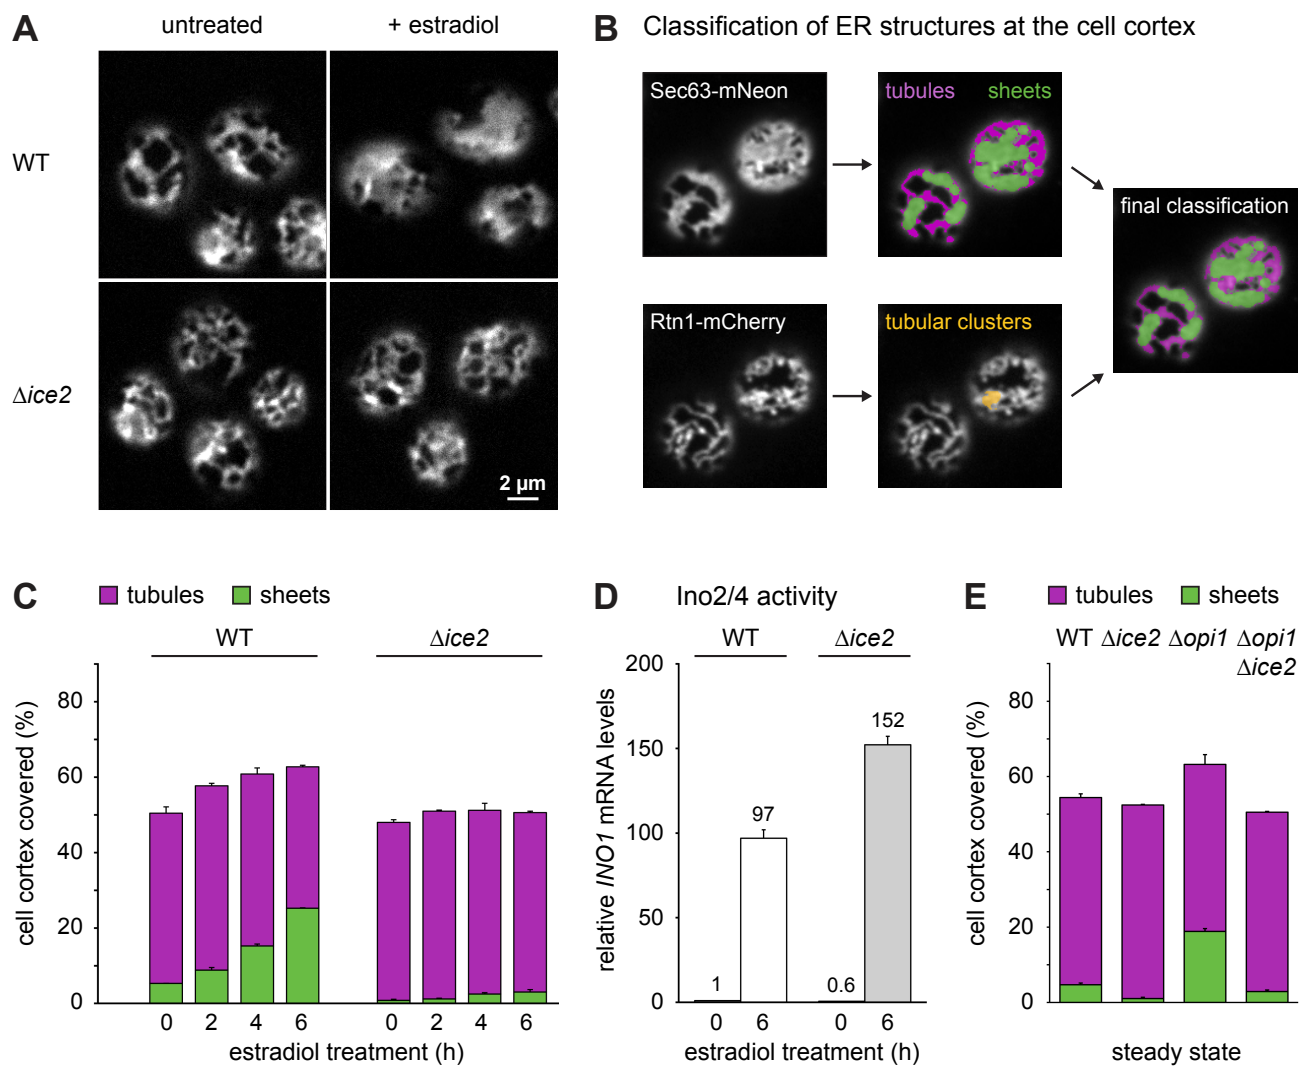 A
untreated
+ estradiol
WT
Δice2
2 µm
B Classification of ER structures at the cell cortex
Sec63-mNeon
tubules sheets
final classification
Rtn1-mCherry
tubular clusters
C
tubules sheets
WT
Δice2
cell cortex covered (%)
80
60
40
20
0
0 2 4 6 0 2 4 6
estradiol treatment (h)
D Ino2/4 activity
WT
Δice2
relative INO1 mRNA levels
200
150
100
50
0
1
97
0.6
152
0 6 0 6
estradiol treatment (h)
E
tubules sheets
WT Δice2 Δopi1 Δopi1
Δice2
cell cortex covered (%)
80
60
40
20
0
steady state